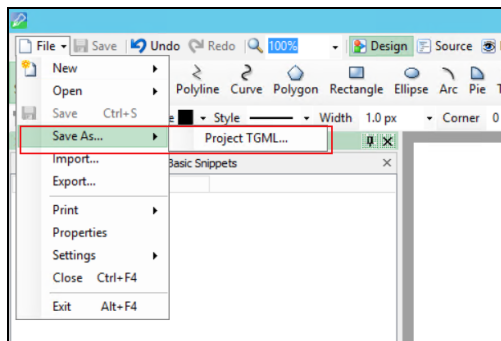 File Save Undo Redo 100% Design Source
New
Open
Polyline Curve Polygon Rectangle Ellipse Arc Pie
Save Ctrl+S
Style Width 1.0 px Corner 0
Save As... Project TGML...
Import... Basic Snippets
Export...
Print
Properties
Settings
Close Ctrl+F4
Exit Alt+F4